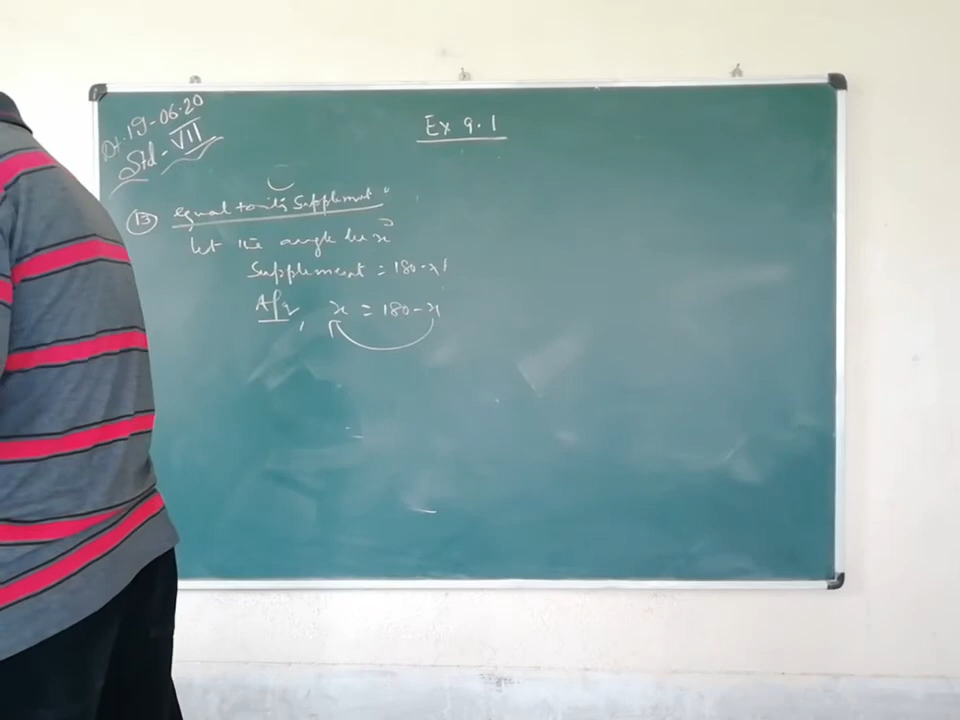 Dt. 19-06-20
Std - VII
Ex 9.1
13 equal to its Supplement
let the angle be x
Supplement = 180-x
A/q, x = 180-x